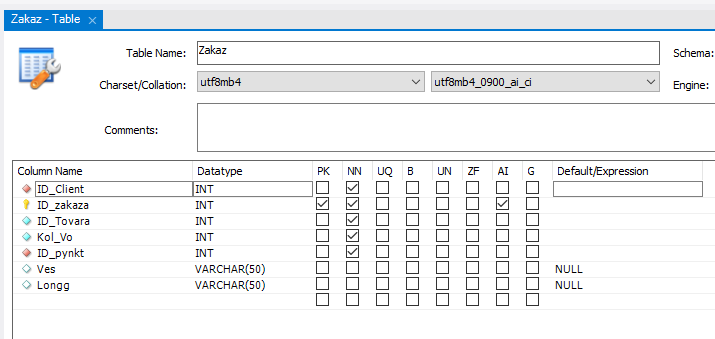 Zakaz - Table ×
Table Name: Zakaz Schema:
Charset/Collation: utf8mb4 utf8mb4_0900_ai_ci Engine:
Comments:
Column Name Datatype PK NN UQ B UN ZF AI G Default/Expression
ID_Client INT
ID_zakaza INT
ID_Tovara INT
Kol_Vo INT
ID_pynkt INT
Ves VARCHAR(50) NULL
Longg VARCHAR(50) NULL